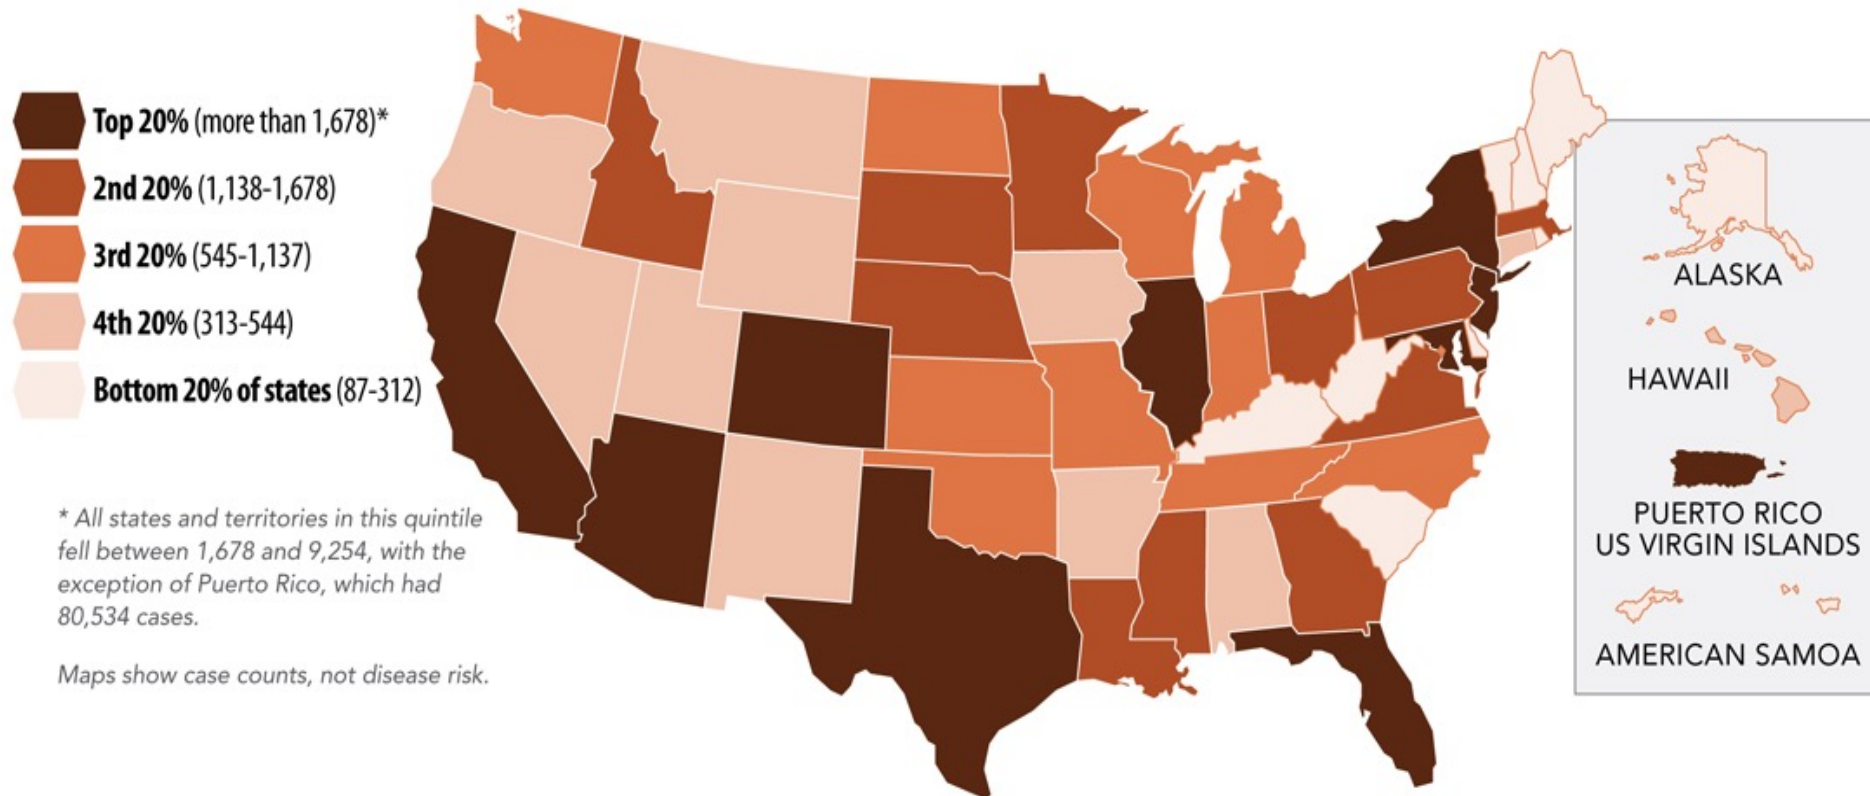 Top 20% (more than 1,678)*
2nd 20% (1,138-1,678)
3rd 20% (545-1,137)
4th 20% (313-544)
Bottom 20% of states (87-312)
* All states and territories in this quintile
fell between 1,678 and 9,254, with the
exception of Puerto Rico, which had
80,534 cases.
Maps show case counts, not disease risk.
ALASKA
HAWAII
PUERTO RICO
US VIRGIN ISLANDS
AMERICAN SAMOA